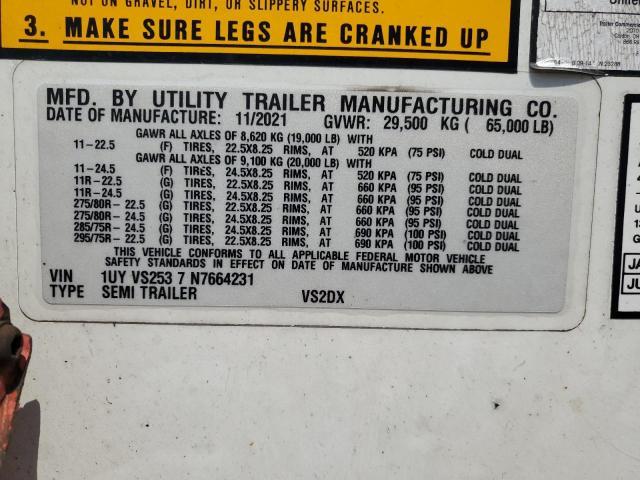 NOT ON GRAVEL, DIRT, OR SLIPPERY SURFACES.
3. MAKE SURE LEGS ARE CRANKED UP
MFD. BY UTILITY TRAILER MANUFACTURING CO.
DATE OF MANUFACTURE: 11/2021 GVWR: 29,500 KG ( 65,000 LB)
GAWR ALL AXLES OF 8,620 KG (19,000 LB) WITH
11-22.5 (F) TIRES, 22.5X8.25 RIMS, AT 520 KPA (75 PSI) COLD DUAL
GAWR ALL AXLES OF 9,100 KG (20,000 LB) WITH
11-24.5 (F) TIRES, 24.5X8.25 RIMS, AT 520 KPA (75 PSI) COLD DUAL
11R-22.5 (G) TIRES, 22.5X8.25 RIMS, AT 660 KPA (95 PSI) COLD DUAL
11R-24.5 (G) TIRES, 24.5X8.25 RIMS, AT 660 KPA (95 PSI) COLD DUAL
275/80R-22.5 (G) TIRES, 22.5X8.25 RIMS, AT 660 KPA (95 PSI) COLD DUAL
275/80R-24.5 (G) TIRES, 24.5X8.25 RIMS, AT 660 KPA (95 PSI) COLD DUAL
285/75R-24.5 (G) TIRES, 24.5X8.25 RIMS, AT 690 KPA (100 PSI) COLD DUAL
295/75R-22.5 (G) TIRES, 22.5X8.25 RIMS, AT 690 KPA (100 PSI) COLD DUAL
THIS VEHICLE CONFORMS TO ALL APPLICABLE FEDERAL MOTOR VEHICLE
SAFETY STANDARDS IN EFFECT ON DATE OF MANUFACTURE SHOWN ABOVE
VIN 1UY VS253 7 N7664231
TYPE SEMI TRAILER VS2DX
JA
JU